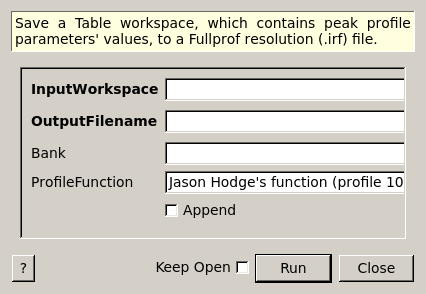 Save a Table workspace, which contains peak profile
parameters' values, to a Fullprof resolution (.irf) file.
InputWorkspace
OutputFilename
Bank
ProfileFunction Jason Hodge's function (profile 10
Append
? Keep Open Run Close